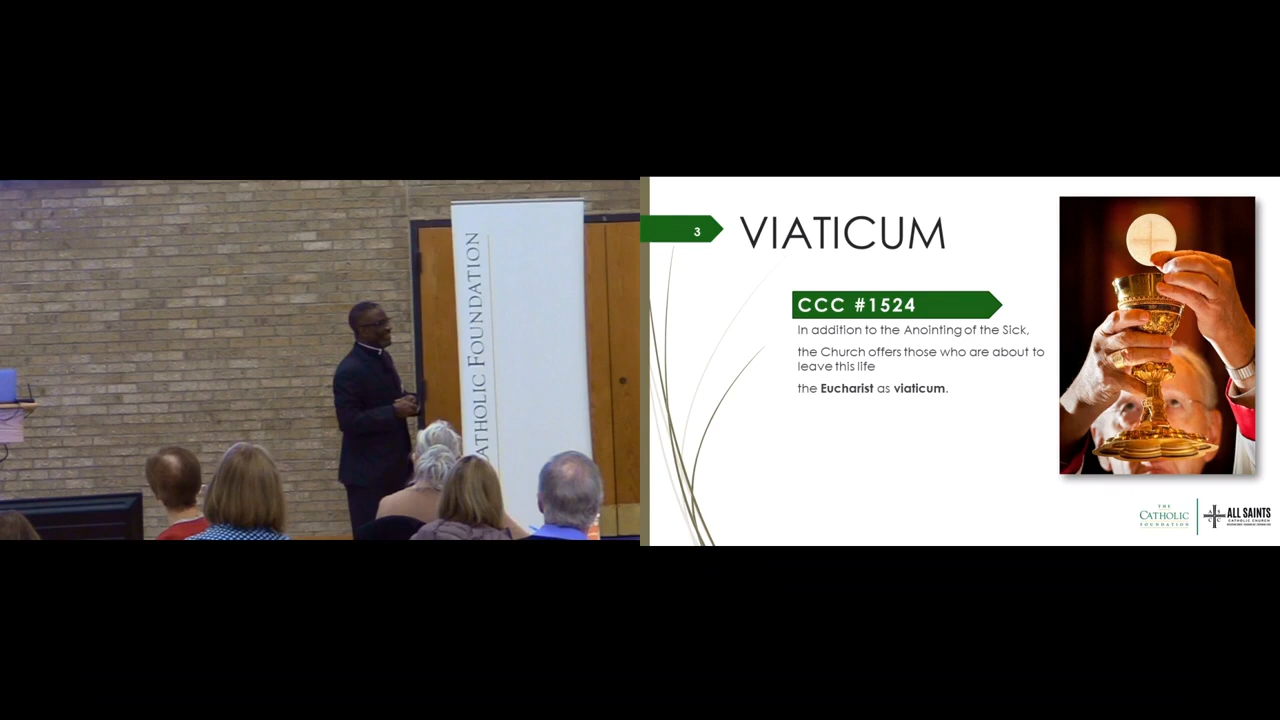 CATHOLIC FOUNDATION
3
VIATICUM
CCC #1524
In addition to the Anointing of the Sick,
the Church offers those who are about to
leave this life
the Eucharist as viaticum.
THE
CATHOLIC
FOUNDATION
ALL SAINTS
CATHOLIC CHURCH